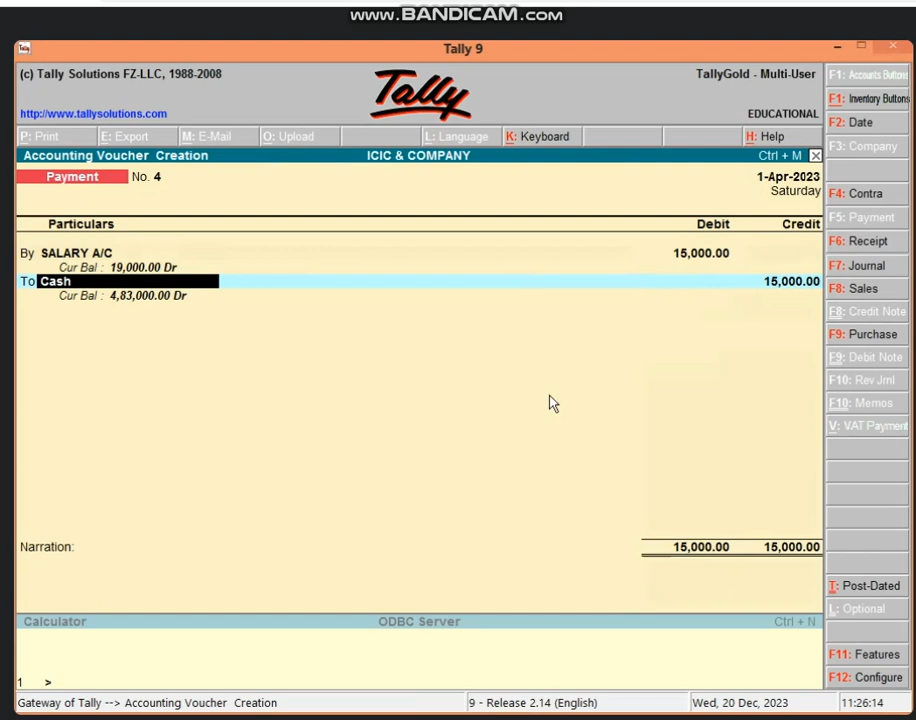 www.BANDICAM.com
Tally 9
(c) Tally Solutions FZ-LLC, 1988-2008
Tally
TallyGold - Multi-User
http://www.tallysolutions.com
EDUCATIONAL
P: Print E: Export M: E-Mail O: Upload L: Language K: Keyboard H: Help
Accounting Voucher Creation ICIC & COMPANY Ctrl + M
Payment No. 4 1-Apr-2023
Saturday
Particulars Debit Credit
By SALARY A/C 15,000.00
Cur Bal : 19,000.00 Dr
To Cash 15,000.00
Cur Bal : 4,83,000.00 Dr
Narration: 15,000.00 15,000.00
Calculator ODBC Server Ctrl + N
1 >
Gateway of Tally --> Accounting Voucher Creation 9 - Release 2.14 (English) Wed, 20 Dec, 2023 11:26:14
F1: Accounts Buttons
F1: Inventory Buttons
F2: Date
F3: Company
F4: Contra
F5: Payment
F6: Receipt
F7: Journal
F8: Sales
F8: Credit Note
F9: Purchase
F9: Debit Note
F10: Rev Jrnl
F10: Memos
V: VAT Payment
T: Post-Dated
L: Optional
F11: Features
F12: Configure